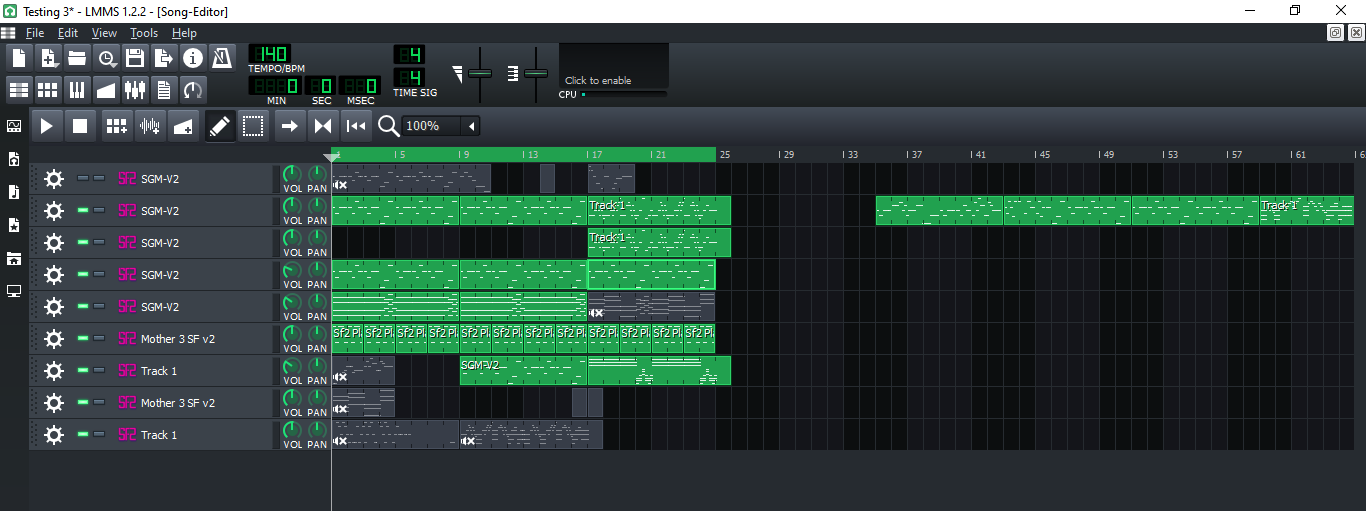 Testing 3* - LMMS 1.2.2 - [Song-Editor]
File Edit View Tools Help
140
TEMPO/BPM
0 0 0
MIN SEC MSEC
4
4
TIME SIG
Click to enable
CPU
100%
5 9 13 17 21 25 29 33 37 41 45 49 53 57 61
SGM-V2 VOL PAN
SGM-V2 VOL PAN Track 1 Track 1
SGM-V2 VOL PAN Track 1
SGM-V2 VOL PAN
SGM-V2 VOL PAN
Mother 3 SF v2 VOL PAN Sf2 Pl Sf2 Pl Sf2 Pl Sf2 Pl Sf2 Pl Sf2 Pl Sf2 Pl Sf2 Pl Sf2 Pl Sf2 Pl Sf2 Pl Sf2 Pl
Track 1 VOL PAN SGM-V2
Mother 3 SF v2 VOL PAN
Track 1 VOL PAN